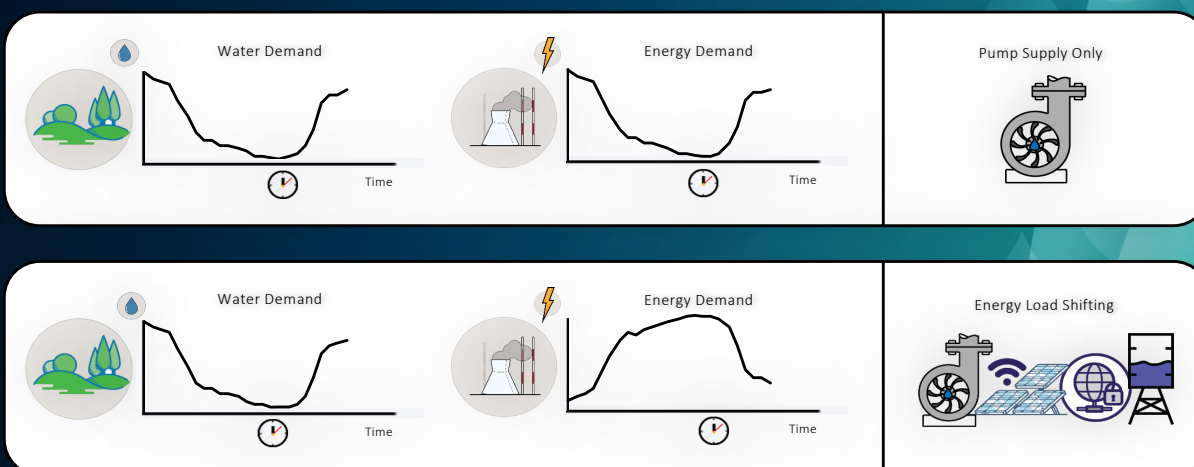 Water Demand
Energy Demand
Pump Supply Only
Time
Time
Water Demand
Energy Demand
Energy Load Shifting
Time
Time